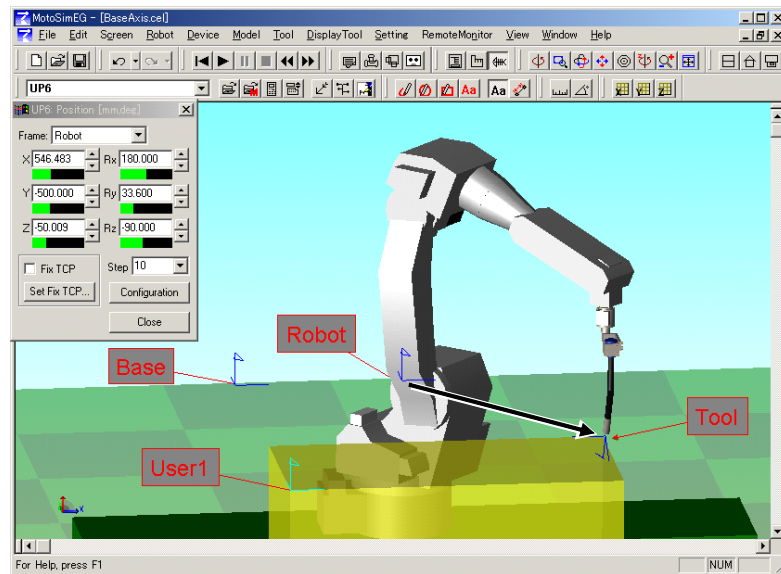 MotoSimEG - [BaseAxis.cel]
File Edit Screen Robot Device Model Tool DisplayTool Setting RemoteMonitor View Window Help
Aa Aa
UP6
UP6: Position [mm,deg]
Frame: Robot
X 546.483 Rx 180.000
Y -500.000 Ry 33.600
Z -50.009 Rz -90.000
Fix TCP Step 10
Set Fix TCP... Configuration
Close
Robot
Base
Tool
User1
x
For Help, press F1
NUM